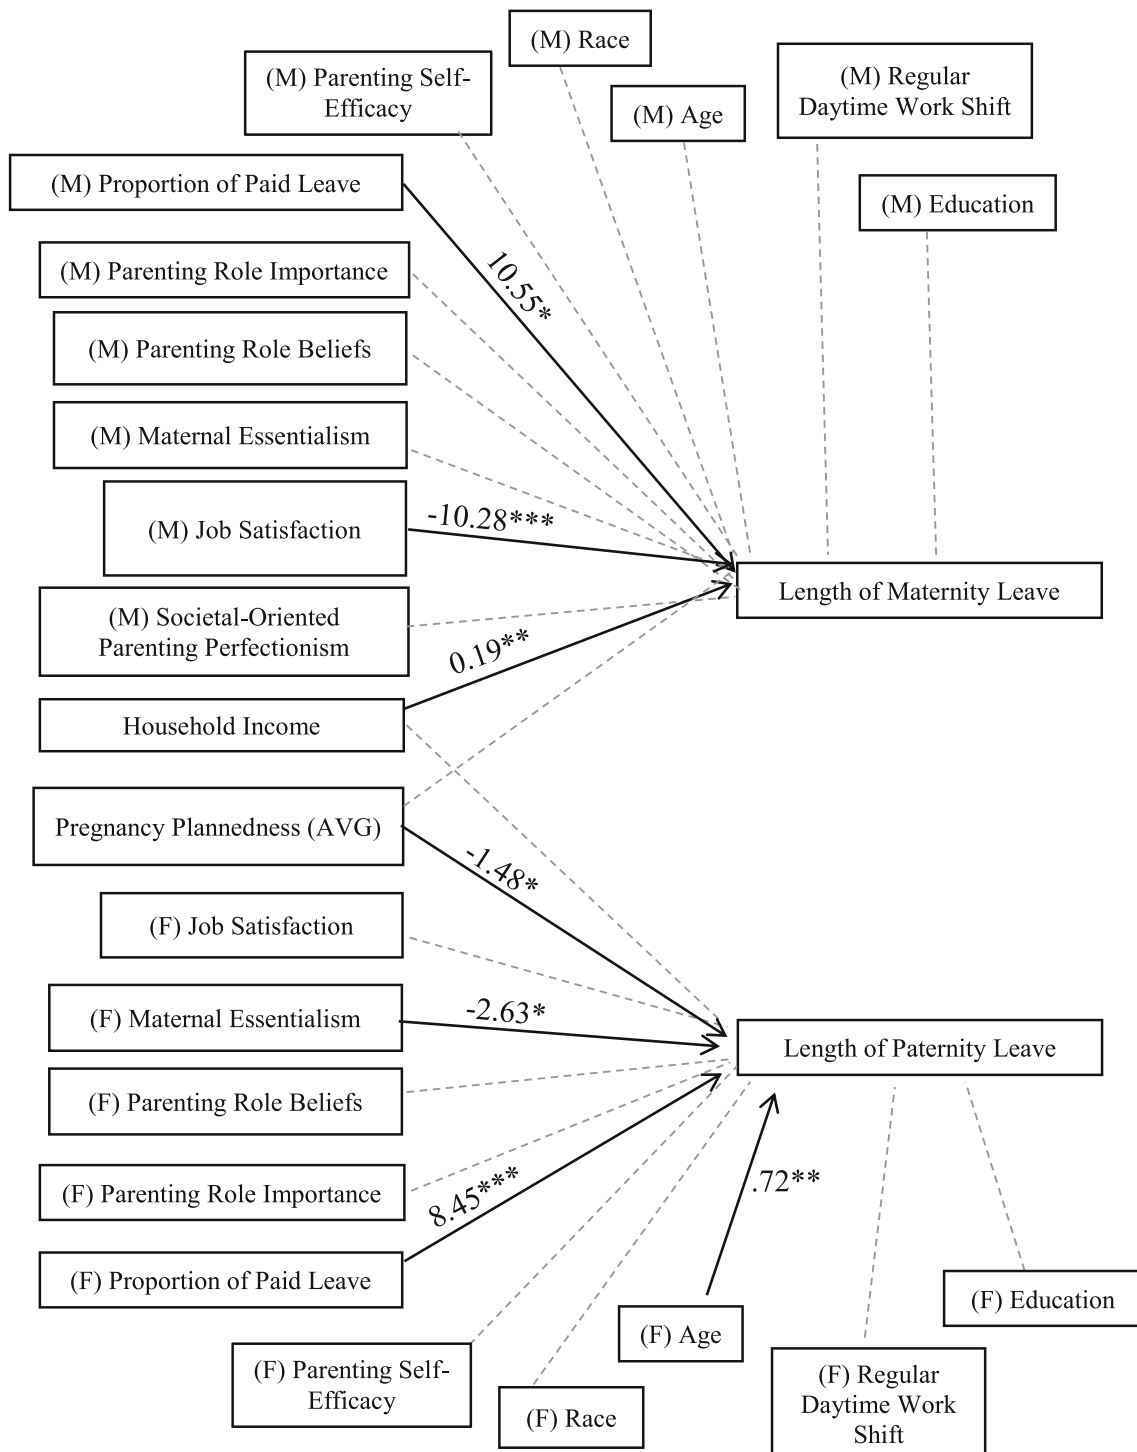 (M) Race
(M) Parenting Self-
Efficacy
(M) Regular
Daytime Work Shift
(M) Age
(M) Proportion of Paid Leave
(M) Education
(M) Parenting Role Importance
10.55*
(M) Parenting Role Beliefs
(M) Maternal Essentialism
(M) Job Satisfaction
-10.28***
Length of Maternity Leave
(M) Societal-Oriented
Parenting Perfectionism
0.19**
Household Income
Pregnancy Plannedness (AVG)
-1.48*
(F) Job Satisfaction
(F) Maternal Essentialism
-2.63*
Length of Paternity Leave
(F) Parenting Role Beliefs
(F) Parenting Role Importance
8.45***
.72**
(F) Proportion of Paid Leave
(F) Education
(F) Age
(F) Parenting Self-
Efficacy
(F) Race
(F) Regular
Daytime Work
Shift